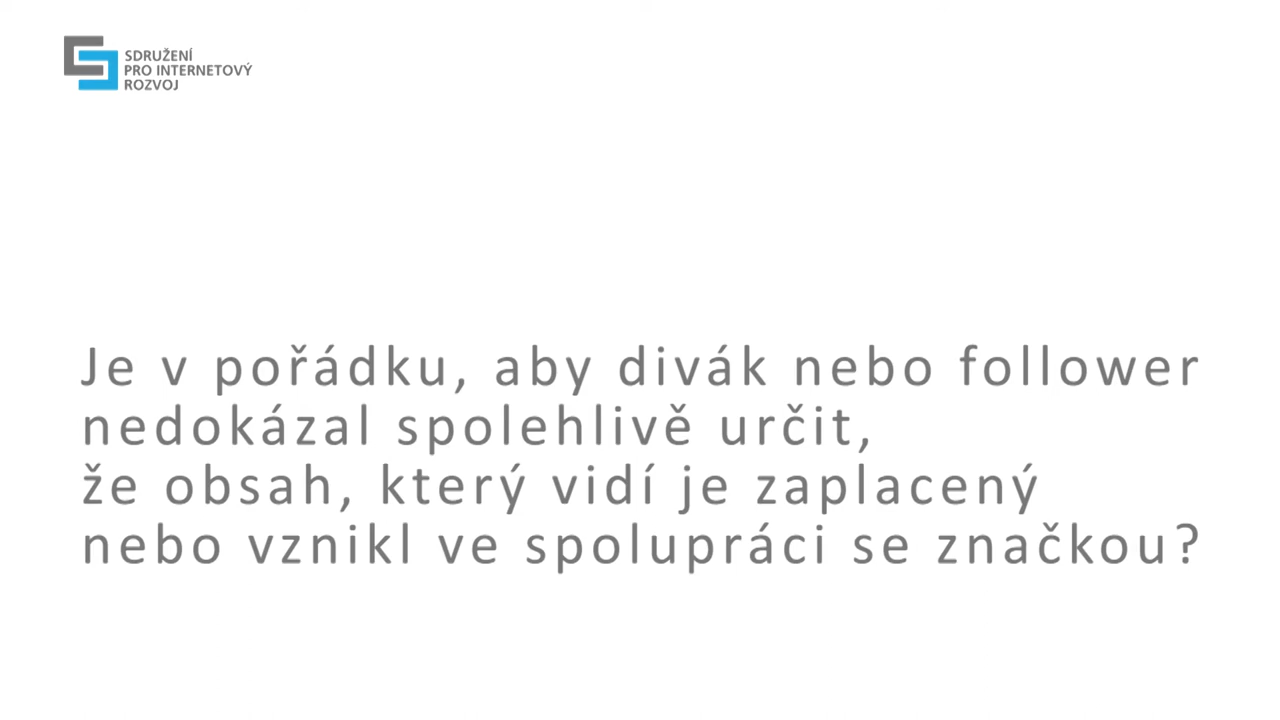 SDRUŽENÍ
PRO INTERNETOVÝ
ROZVOJ
Je v pořádku, aby divák nebo follower
nedokázal spolehlivě určit,
že obsah, který vidí je zaplacený
nebo vznikl ve spolupráci se značkou?